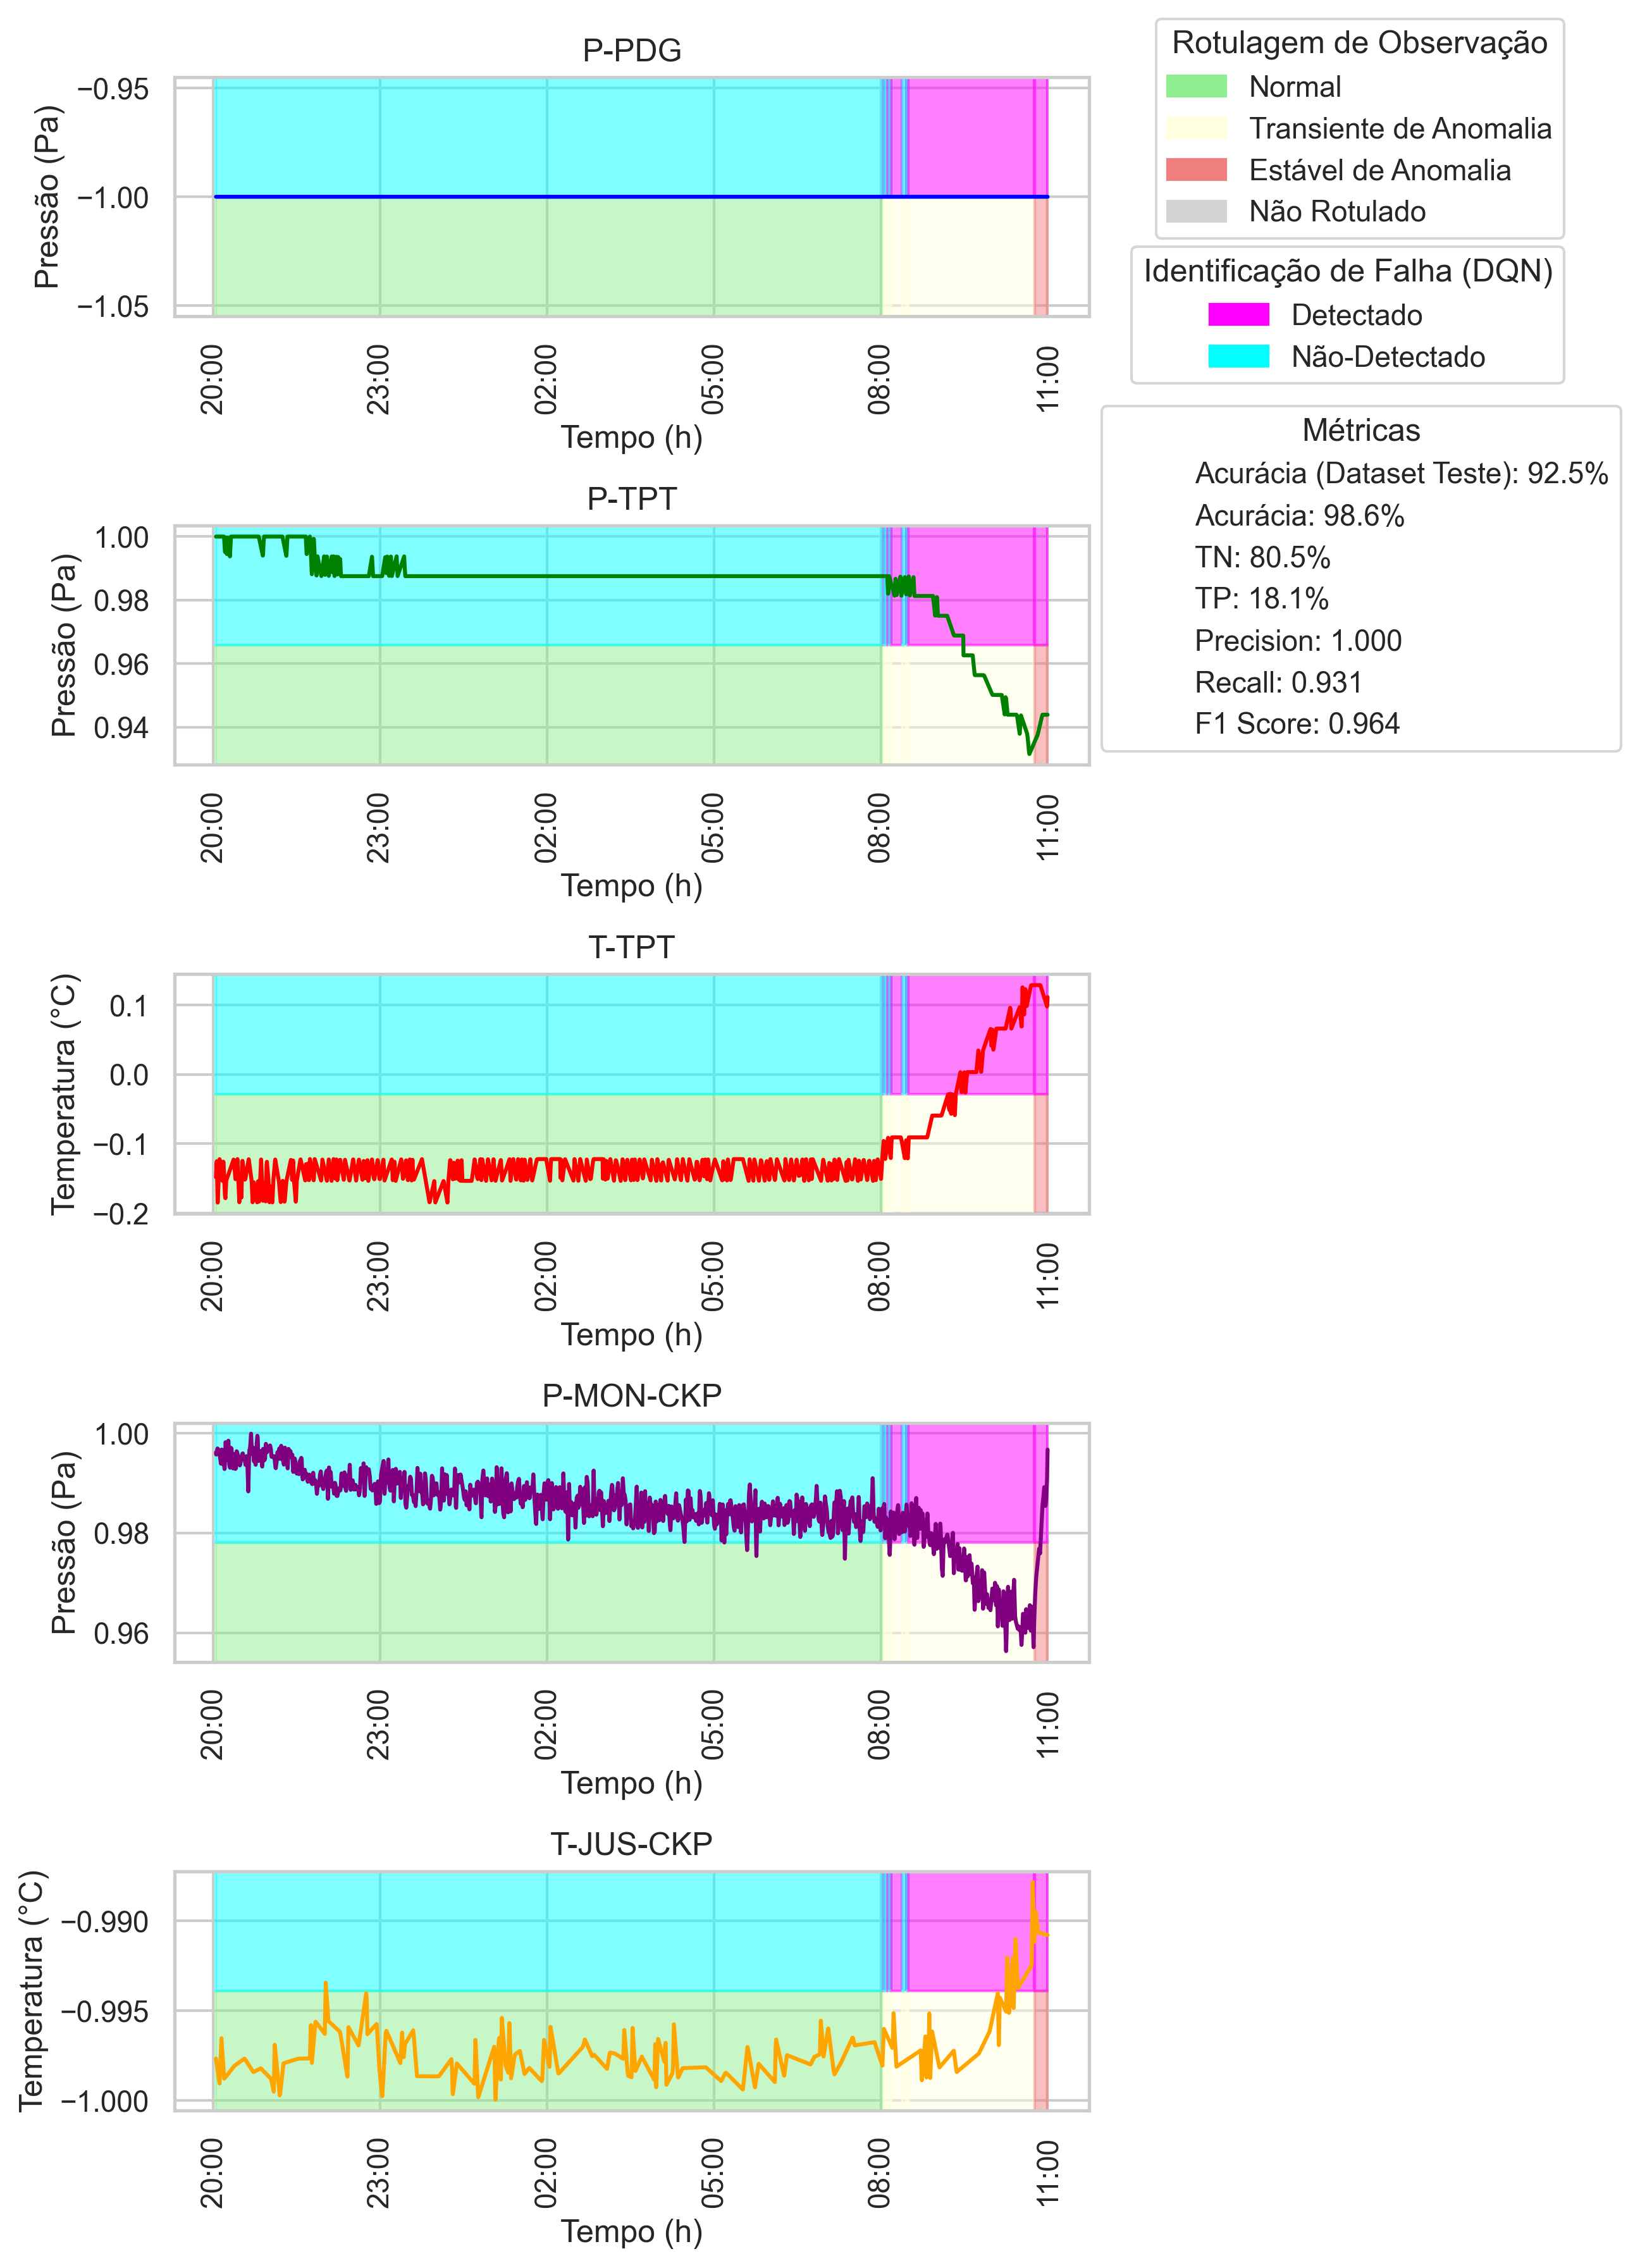 P-PDG
Pressão (Pa)
−0.95
−1.00
−1.05
20:00
23:00
02:00
05:00
08:00
11:00
Tempo (h)
Rotulagem de Observação
Normal
Transiente de Anomalia
Estável de Anomalia
Não Rotulado
Identificação de Falha (DQN)
Detectado
Não-Detectado
Métricas
Acurácia (Dataset Teste): 92.5%
Acurácia: 98.6%
TN: 80.5%
TP: 18.1%
Precision: 1.000
Recall: 0.931
F1 Score: 0.964
P-TPT
Pressão (Pa)
1.00
0.98
0.96
0.94
20:00
23:00
02:00
05:00
08:00
11:00
Tempo (h)
T-TPT
Temperatura (°C)
0.1
0.0
−0.1
−0.2
20:00
23:00
02:00
05:00
08:00
11:00
Tempo (h)
P-MON-CKP
Pressão (Pa)
1.00
0.98
0.96
20:00
23:00
02:00
05:00
08:00
11:00
Tempo (h)
T-JUS-CKP
Temperatura (°C)
−0.990
−0.995
−1.000
20:00
23:00
02:00
05:00
08:00
11:00
Tempo (h)